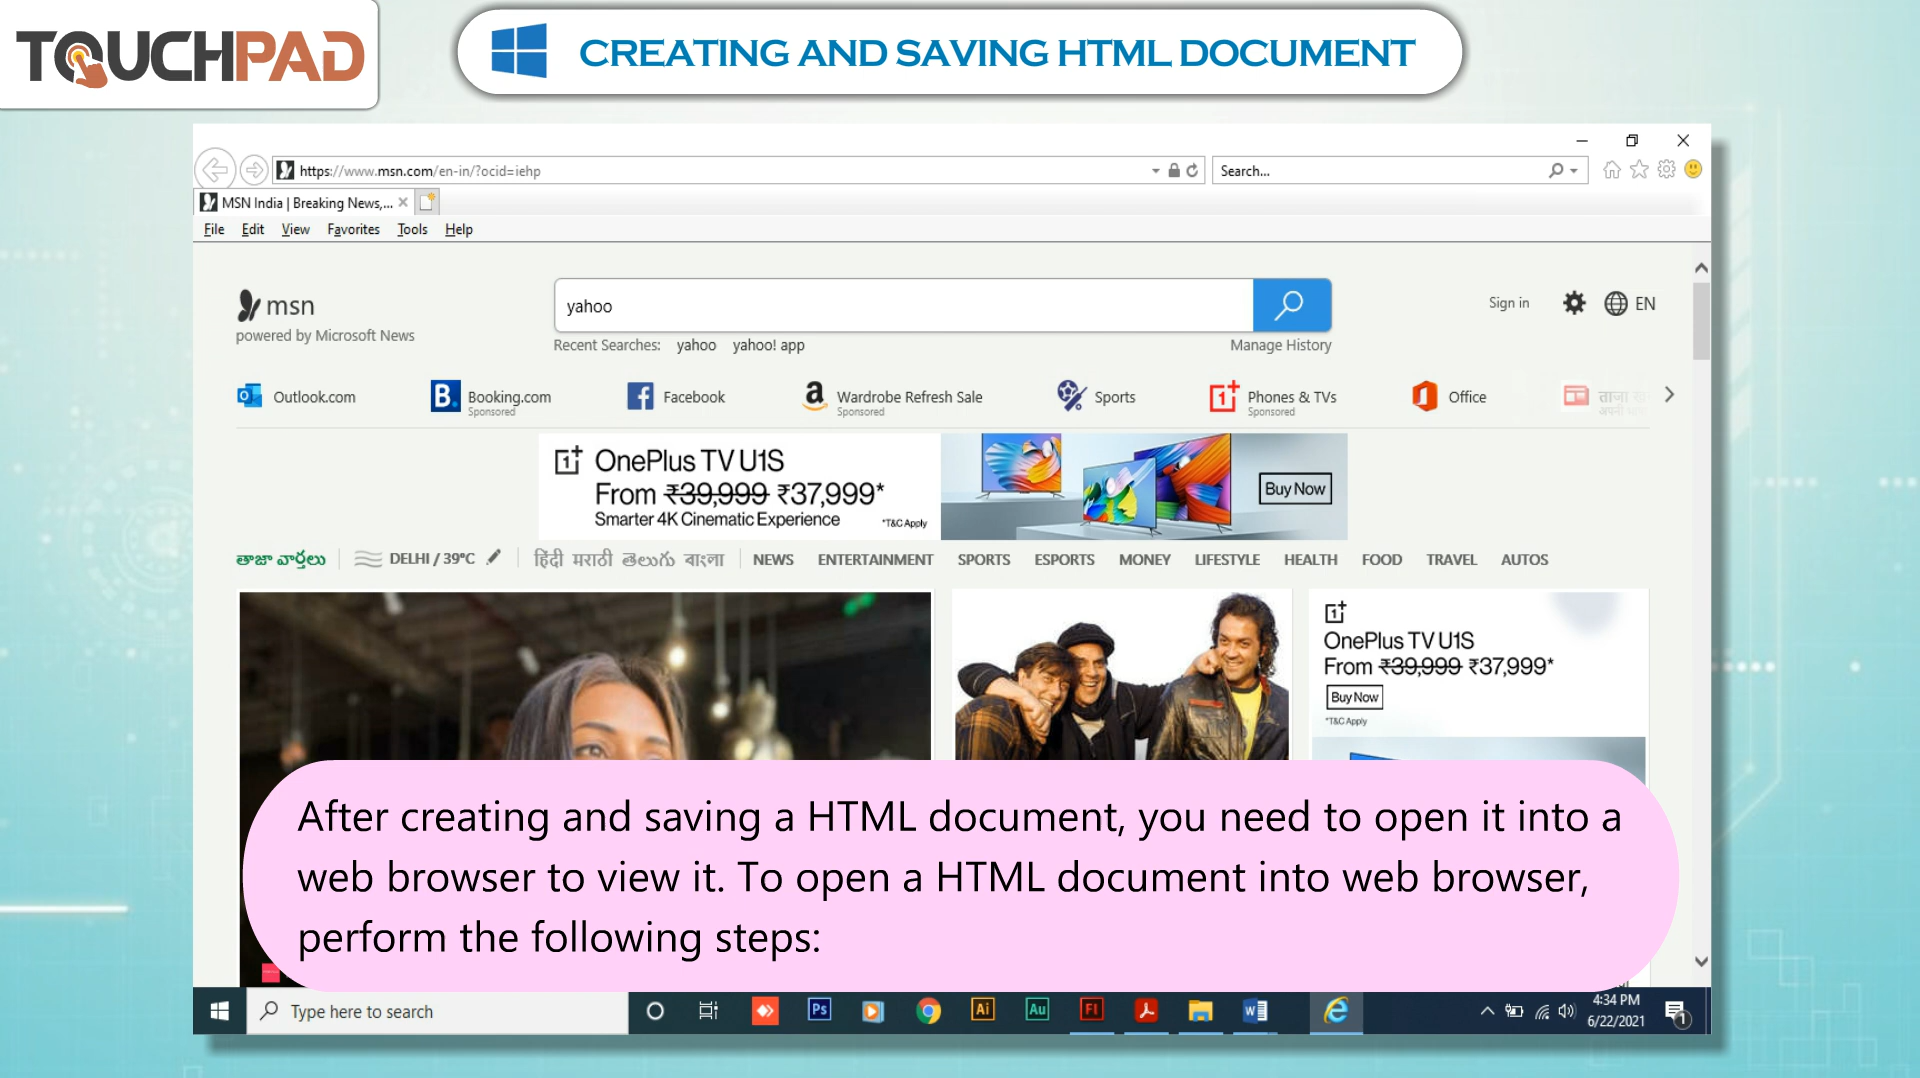 TOUCHPAD
CREATING AND SAVING HTML DOCUMENT
https://www.msn.com/en-in/?ocid=iehp
Search...
MSN India | Breaking News,...
File Edit View Favorites Tools Help
msn
powered by Microsoft News
yahoo
Recent Searches: yahoo yahoo! app
Manage History
Sign in
EN
Outlook.com
Booking.com
Sponsored
Facebook
Wardrobe Refresh Sale
Sponsored
Sports
Phones & TVs
Sponsored
Office
ताजा
OnePlus TV U1S
From ₹39,999 ₹37,999*
Smarter 4K Cinematic Experience
*T&C Apply
Buy Now
తాజా వార్తలు DELHI / 39°C हिंदी मराठी తెలుగు বাংলা NEWS ENTERTAINMENT SPORTS ESPORTS MONEY LIFESTYLE HEALTH FOOD TRAVEL AUTOS
OnePlus TV U1S
From ₹39,999 ₹37,999*
Buy Now
*T&C Apply
After creating and saving a HTML document, you need to open it into a
web browser to view it. To open a HTML document into web browser,
perform the following steps:
Type here to search
Ps
Ai
Au
Fl
W
4:34 PM
6/22/2021
1